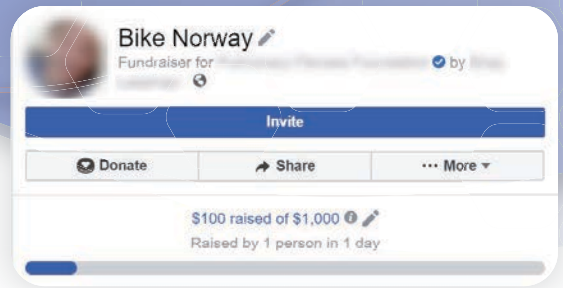 Bike Norway
Fundraiser for by
Invite
Donate
Share
··· More
$100 raised of $1,000
Raised by 1 person in 1 day